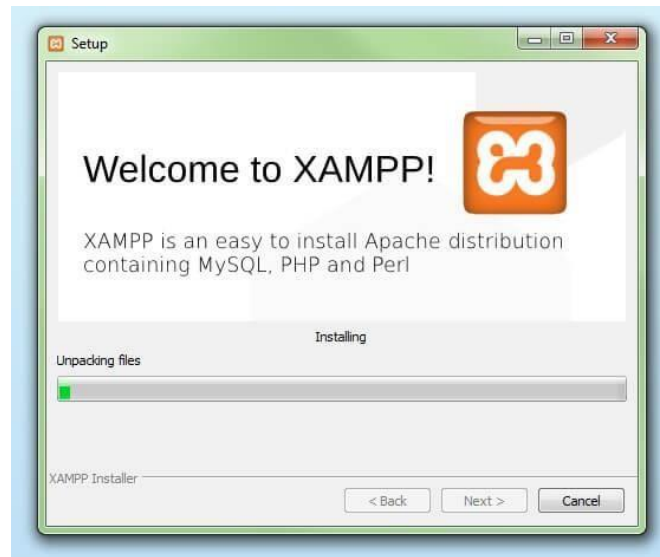 Setup
Welcome to XAMPP!
XAMPP is an easy to install Apache distribution
containing MySQL, PHP and Perl
Installing
Unpacking files
XAMPP Installer
< Back
Next >
Cancel